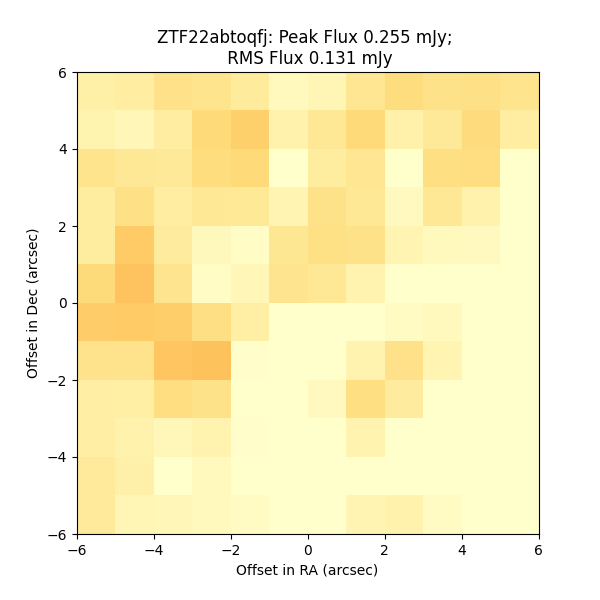 ZTF22abtoqfj: Peak Flux 0.255 mJy;
RMS Flux 0.131 mJy
6
4
2
0
−2
−4
−6
Offset in Dec (arcsec)
−6 −4 −2 0 2 4 6
Offset in RA (arcsec)